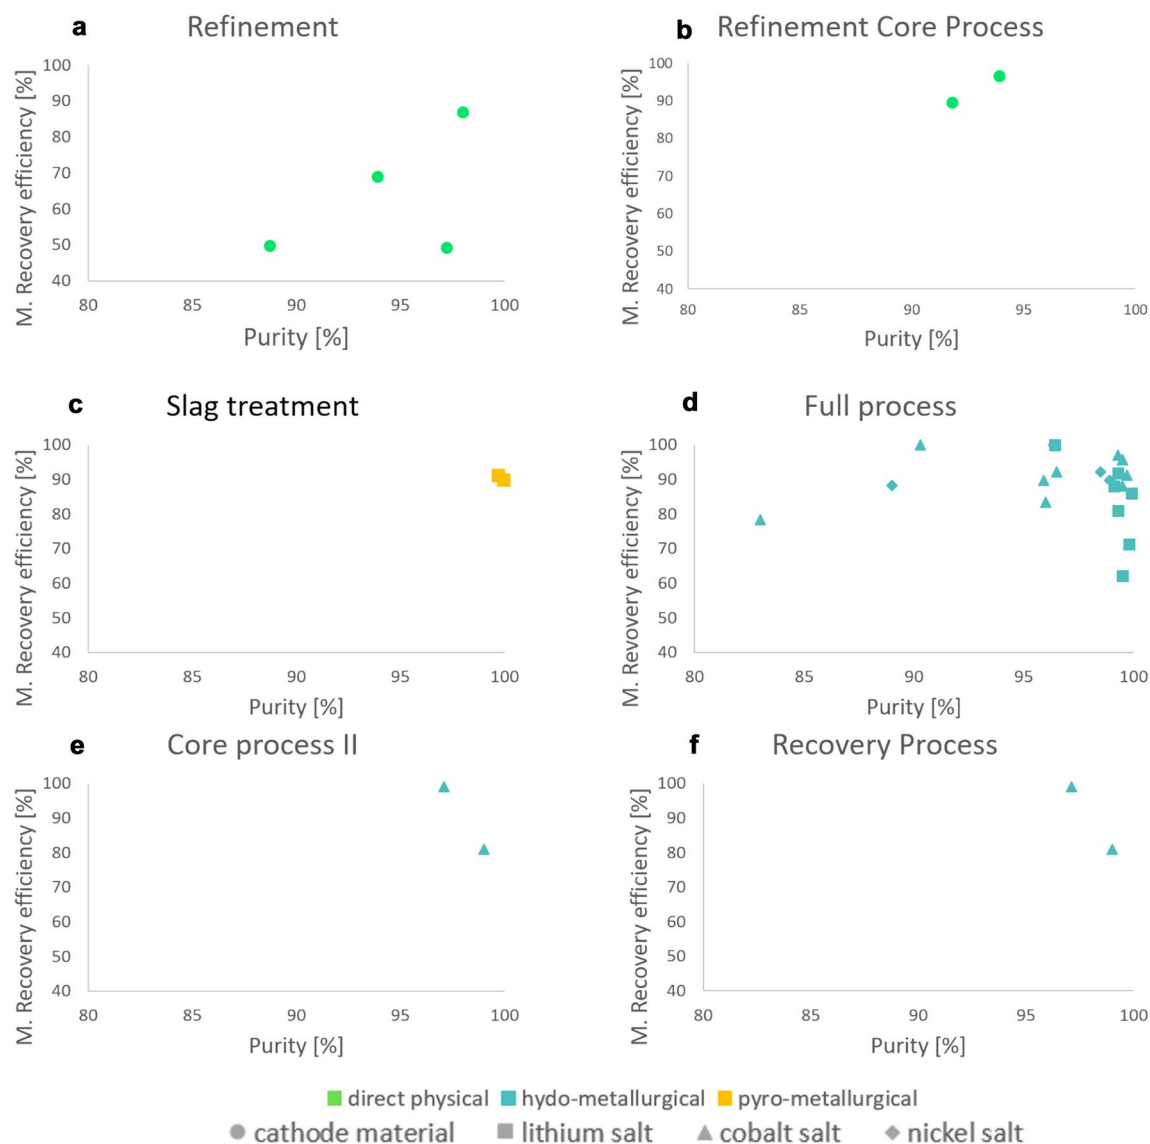 a Refinement
M. Recovery efficiency [%]
100
90
80
70
60
50
40
80 85 90 95 100
Purity [%]
b Refinement Core Process
M. Recovery efficiency [%]
100
90
80
70
60
50
40
80 85 90 95 100
Purity [%]
c Slag treatment
M. Recovery efficiency [%]
100
90
80
70
60
50
40
80 85 90 95 100
Purity [%]
d Full process
M. Revovery efficiency [%]
100
90
80
70
60
50
40
80 85 90 95 100
Purity [%]
e Core process II
M. Recovery efficiency [%]
100
90
80
70
60
50
40
80 85 90 95 100
Purity [%]
f Recovery Process
M. Recovery efficiency [%]
100
90
80
70
60
50
40
80 85 90 95 100
Purity [%]
direct physical hydo-metallurgical pyro-metallurgical
cathode material lithium salt cobalt salt nickel salt